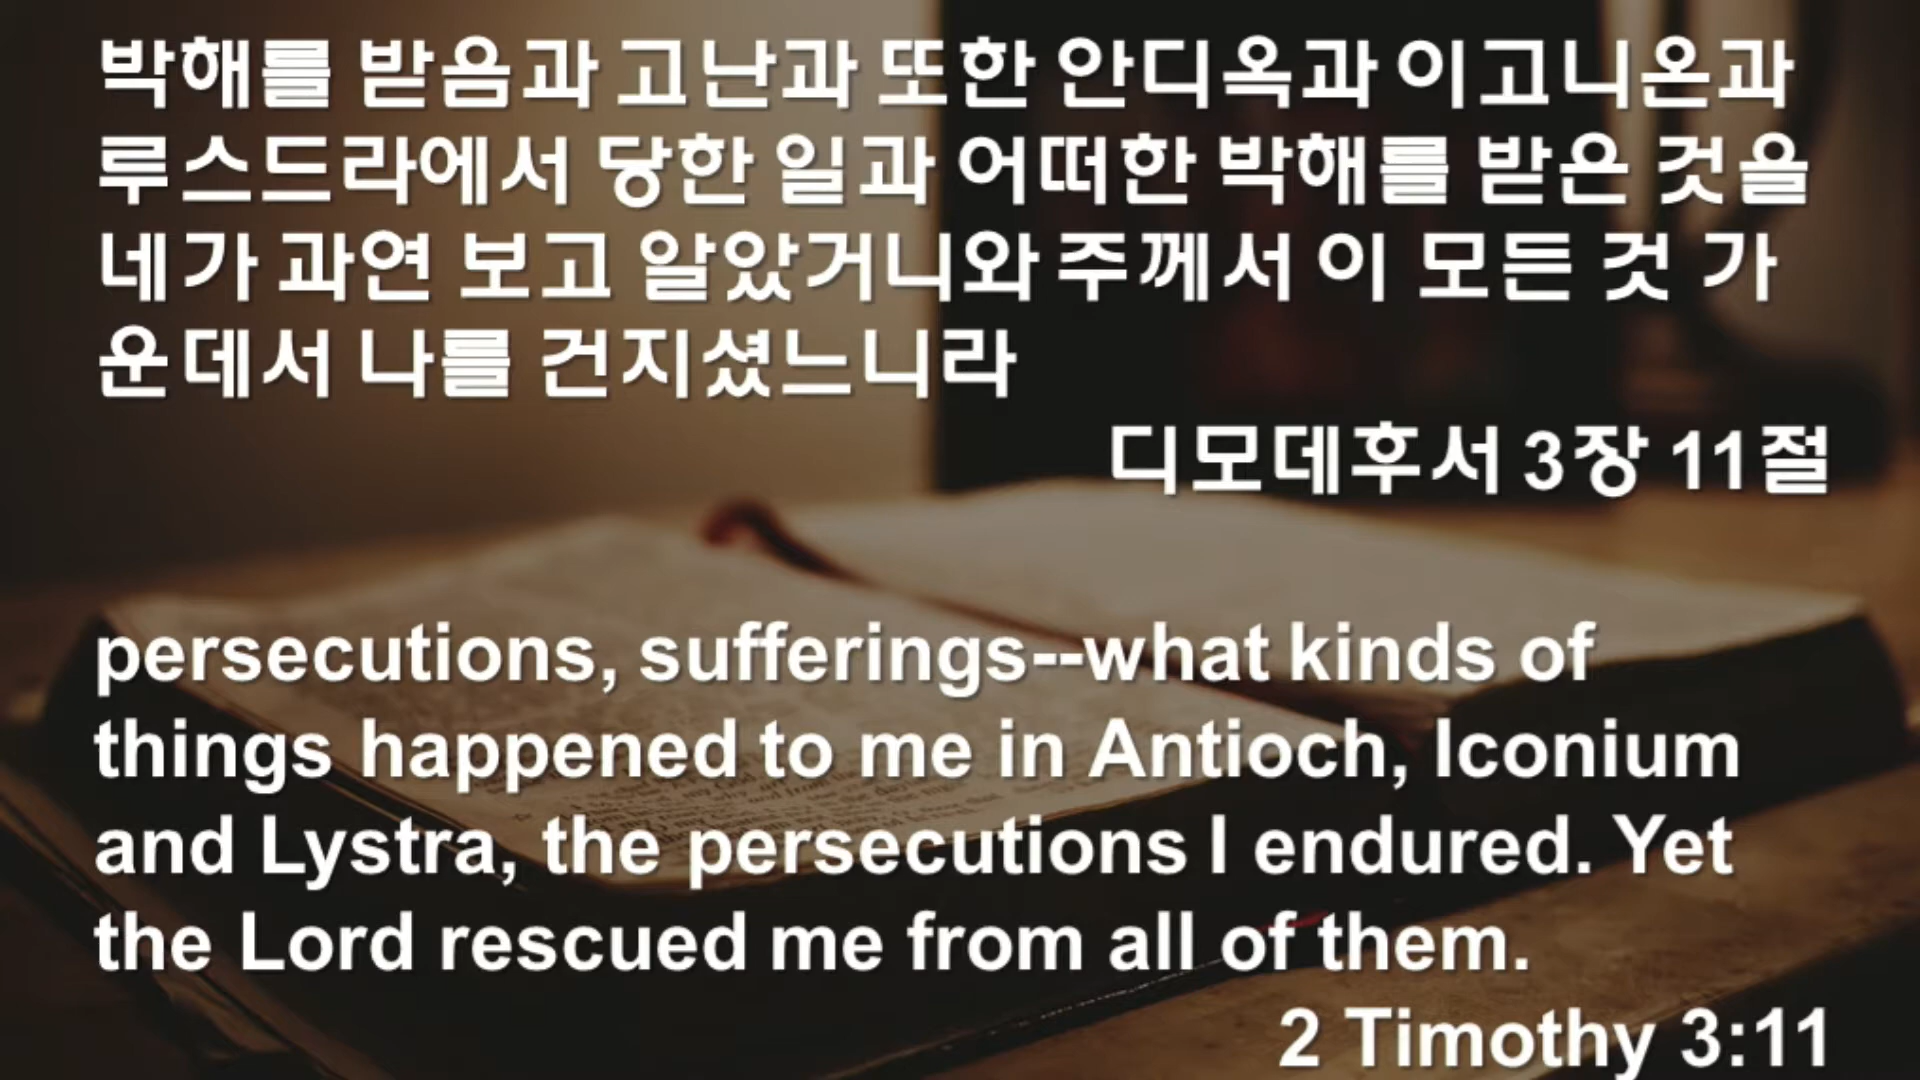 박해를 받음과 고난과 또한 안디옥과 이고니온과
루스드라에서 당한 일과 어떠한 박해를 받은 것을
네가 과연 보고 알았거니와 주께서 이 모든 것 가
운데서 나를 건지셨느니라
디모데후서 3장 11절
persecutions, sufferings--what kinds of
things happened to me in Antioch, Iconium
and Lystra, the persecutions I endured. Yet
the Lord rescued me from all of them.
2 Timothy 3:11